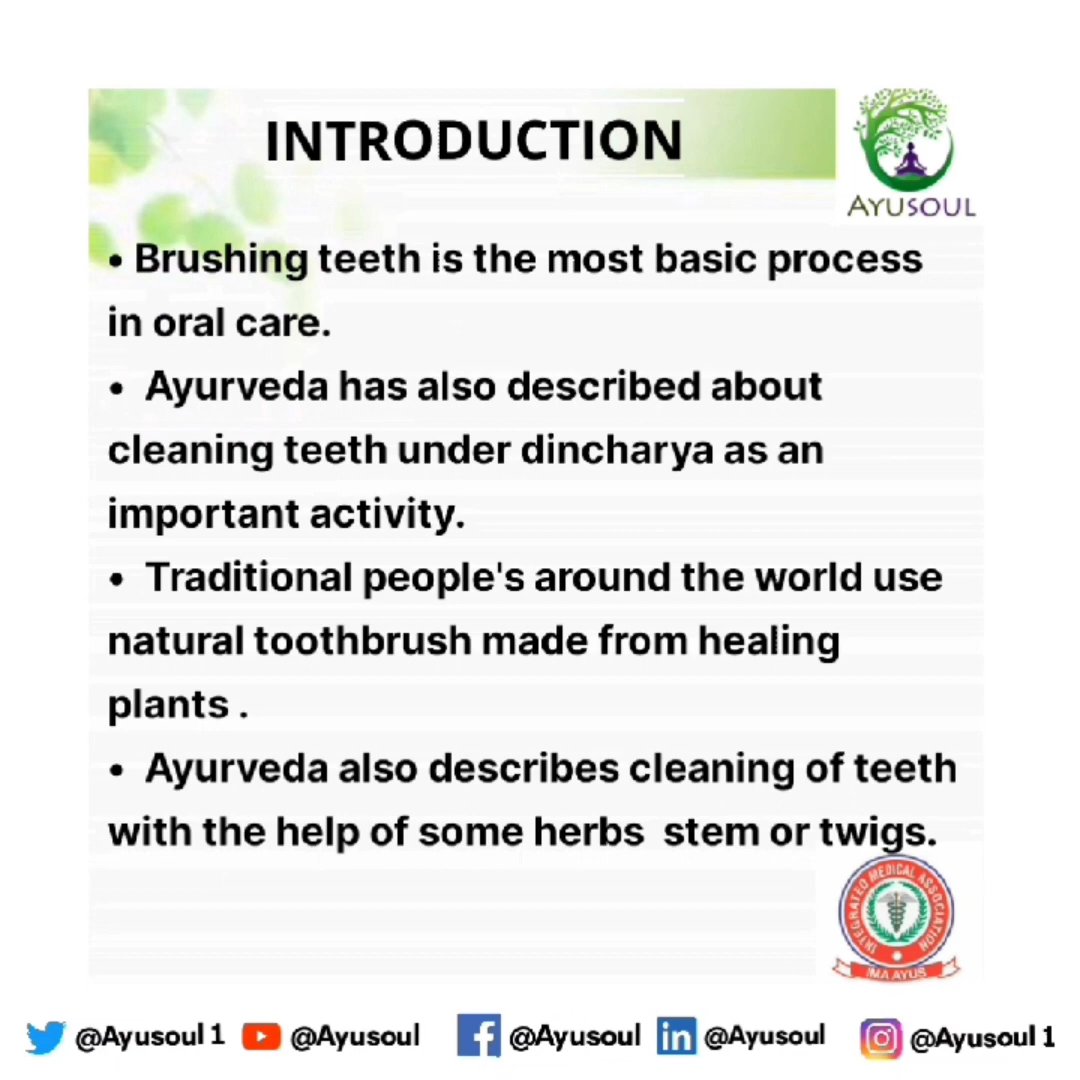 INTRODUCTION
AYUSOUL
• Brushing teeth is the most basic process
in oral care.
• Ayurveda has also described about
cleaning teeth under dincharya as an
important activity.
• Traditional people's around the world use
natural toothbrush made from healing
plants .
• Ayurveda also describes cleaning of teeth
with the help of some herbs  stem or twigs.
INTEGRATED MEDICAL ASSOCIATION
IMA AYUS
@Ayusoul 1 @Ayusoul @Ayusoul @Ayusoul @Ayusoul 1